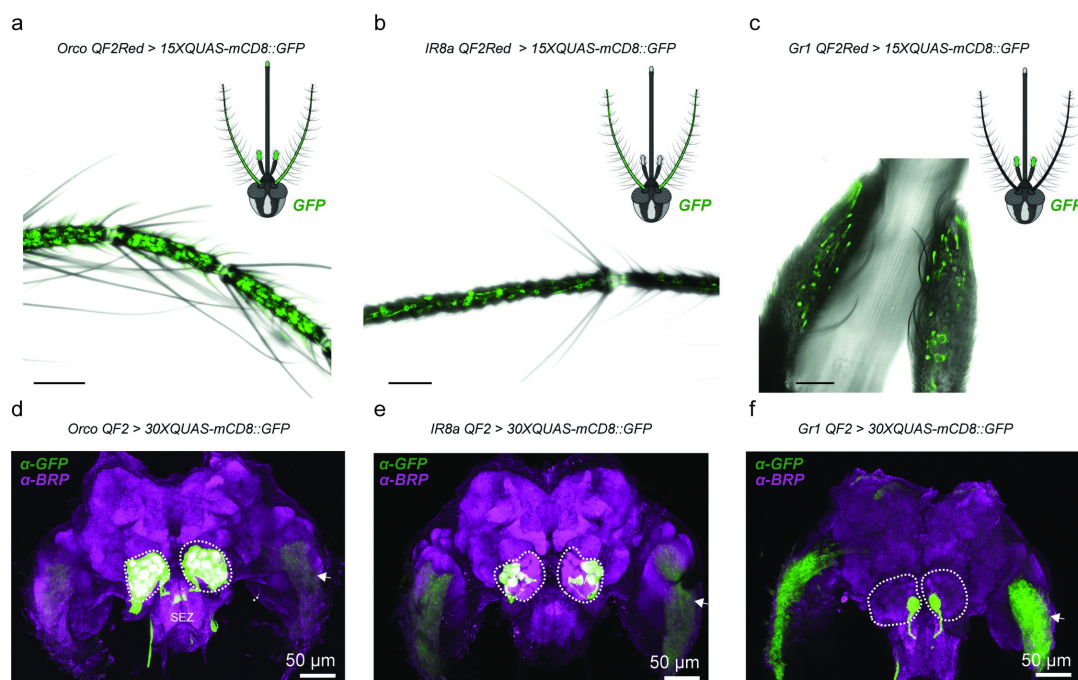 a
Orco QF2Red > 15XQUAS-mCD8::GFP
GFP
b
IR8a QF2Red > 15XQUAS-mCD8::GFP
GFP
c
Gr1 QF2Red > 15XQUAS-mCD8::GFP
GFP
d
Orco QF2 > 30XQUAS-mCD8::GFP
α-GFP
α-BRP
SEZ
50 µm
e
IR8a QF2 > 30XQUAS-mCD8::GFP
α-GFP
α-BRP
50 µm
f
Gr1 QF2 > 30XQUAS-mCD8::GFP
α-GFP
α-BRP
50 µm